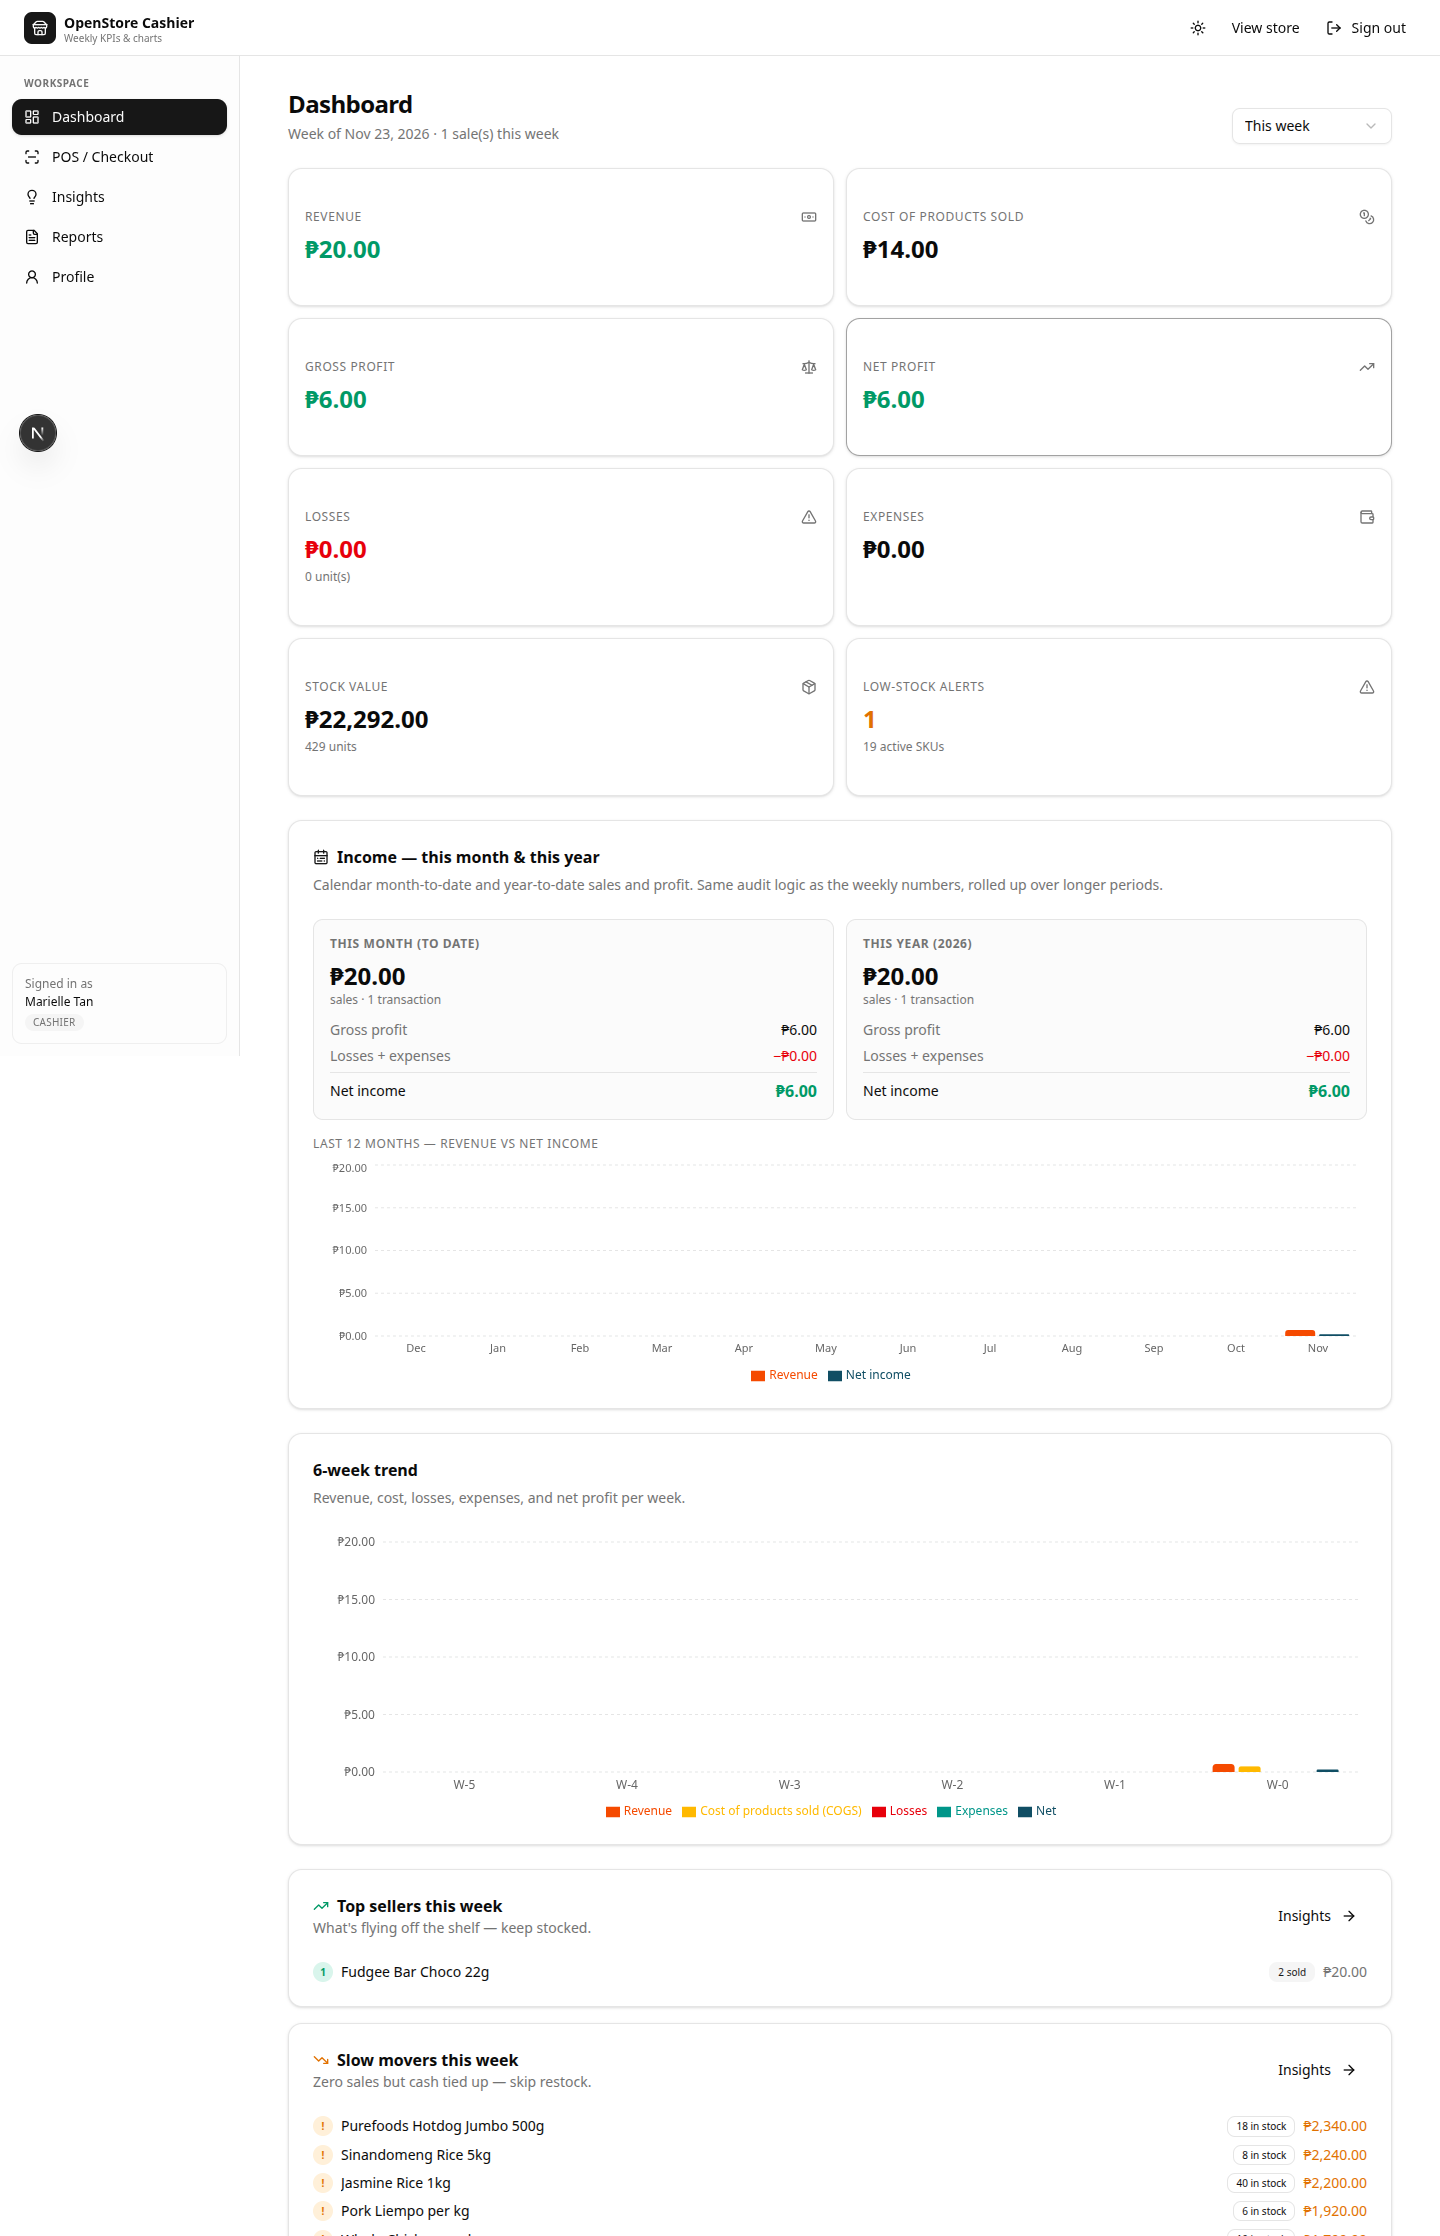 OpenStore Cashier
Weekly KPIs & charts
View store
Sign out
WORKSPACE
Dashboard
POS / Checkout
Insights
Reports
Profile
N
Signed in as
Marielle Tan
CASHIER
Dashboard
Week of Nov 23, 2026 · 1 sale(s) this week
This week
REVENUE
₱20.00
COST OF PRODUCTS SOLD
₱14.00
GROSS PROFIT
₱6.00
NET PROFIT
₱6.00
LOSSES
₱0.00
0 unit(s)
EXPENSES
₱0.00
STOCK VALUE
₱22,292.00
429 units
LOW-STOCK ALERTS
1
19 active SKUs
Income — this month & this year
Calendar month-to-date and year-to-date sales and profit. Same audit logic as the weekly numbers, rolled up over longer periods.
THIS MONTH (TO DATE)
₱20.00
sales · 1 transaction
Gross profit ₱6.00
Losses + expenses −₱0.00
Net income ₱6.00
THIS YEAR (2026)
₱20.00
sales · 1 transaction
Gross profit ₱6.00
Losses + expenses −₱0.00
Net income ₱6.00
LAST 12 MONTHS — REVENUE VS NET INCOME
₱20.00
₱15.00
₱10.00
₱5.00
₱0.00
Dec Jan Feb Mar Apr May Jun Jul Aug Sep Oct Nov
Revenue Net income
6-week trend
Revenue, cost, losses, expenses, and net profit per week.
₱20.00
₱15.00
₱10.00
₱5.00
₱0.00
W-5 W-4 W-3 W-2 W-1 W-0
Revenue Cost of products sold (COGS) Losses Expenses Net
Top sellers this week
What's flying off the shelf — keep stocked.
Insights
1 Fudgee Bar Choco 22g 2 sold ₱20.00
Slow movers this week
Zero sales but cash tied up — skip restock.
Insights
! Purefoods Hotdog Jumbo 500g 18 in stock ₱2,340.00
! Sinandomeng Rice 5kg 8 in stock ₱2,240.00
! Jasmine Rice 1kg 40 in stock ₱2,200.00
! Pork Liempo per kg 6 in stock ₱1,920.00